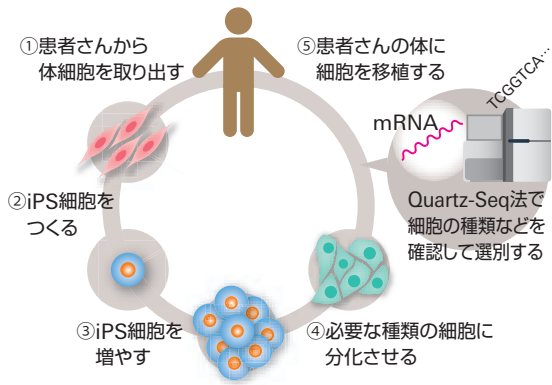 ①患者さんから
体細胞を取り出す
②iPS細胞を
つくる
③iPS細胞を
増やす
④必要な種類の細胞に
分化させる
⑤患者さんの体に
細胞を移植する
TCGGTCA…
mRNA
Quartz-Seq法で
細胞の種類などを
確認して選別する